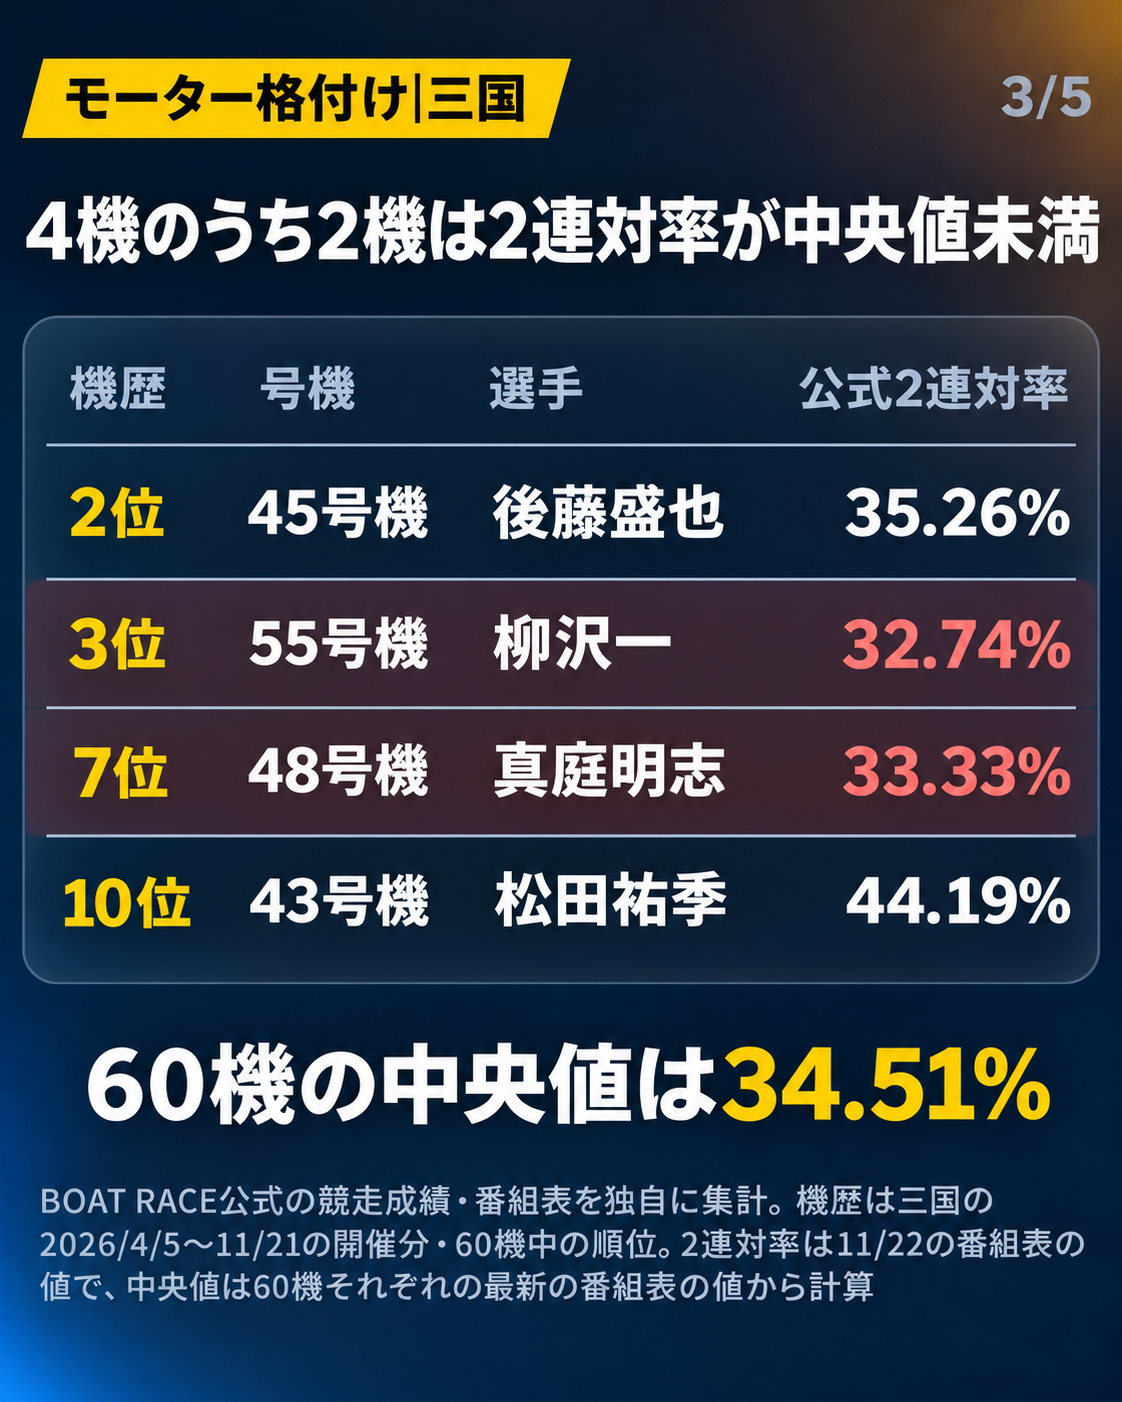 モーター格付け|三国
3/5
4機のうち2機は2連対率が中央値未満
機歴 号機 選手 公式2連対率
2位 45号機 後藤盛也 35.26%
3位 55号機 柳沢一 32.74%
7位 48号機 真庭明志 33.33%
10位 43号機 松田祐季 44.19%
60機の中央値は34.51%
BOAT RACE公式の競走成績・番組表を独自に集計。機歴は三国の
2026/4/5〜11/21の開催分・60機中の順位。2連対率は11/22の番組表の
値で、中央値は60機それぞれの最新の番組表の値から計算